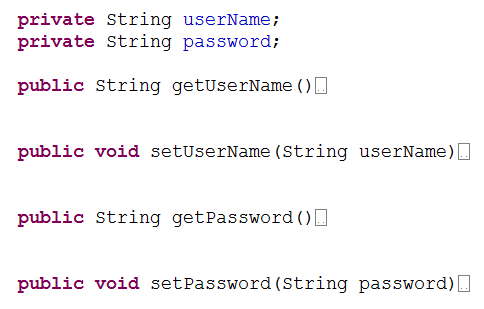 private String userName;
private String password;
public String getUserName()
public void setUserName(String userName)
public String getPassword()
public void setPassword(String password)